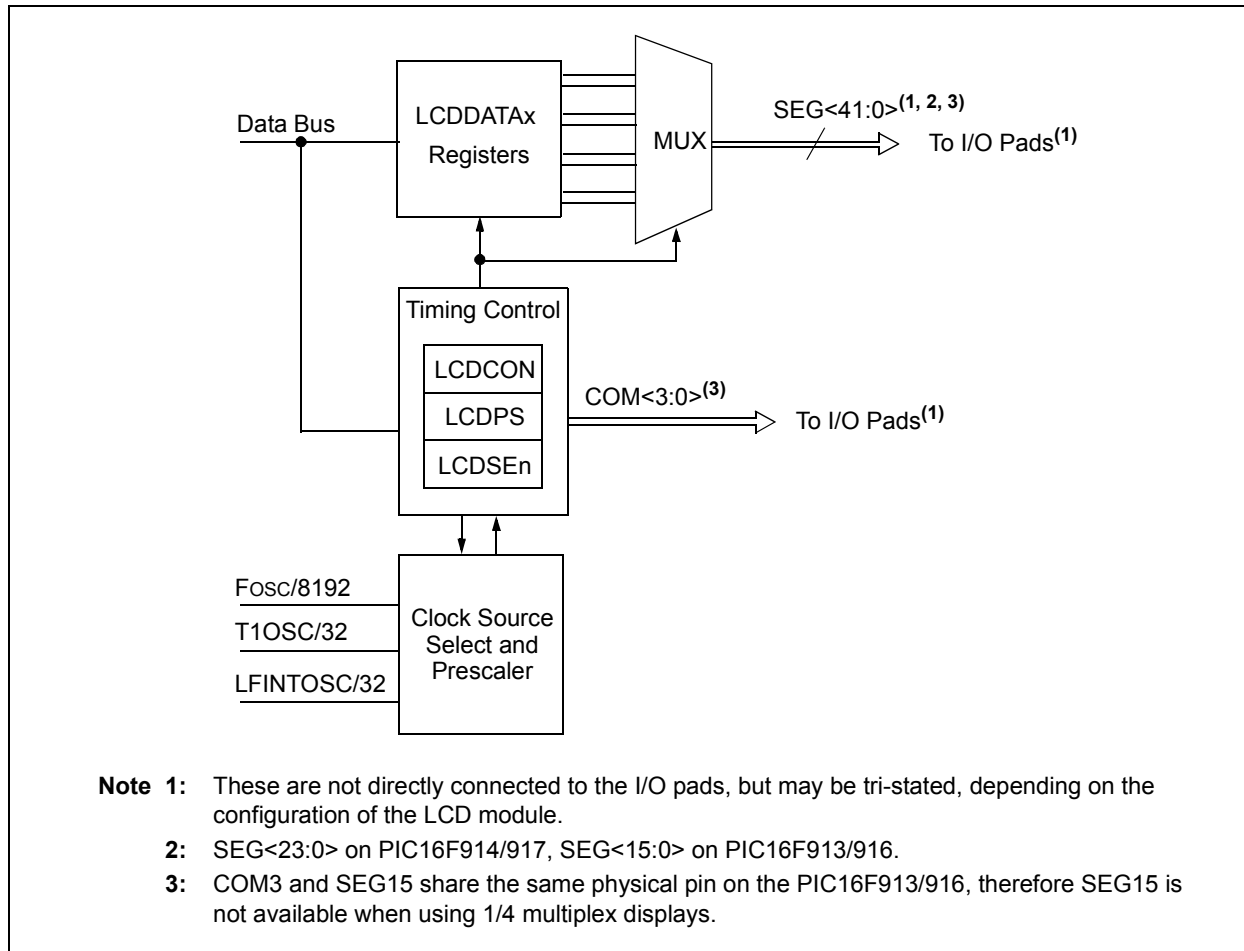 Data Bus
LCDDATAx
Registers
MUX
SEG<41:0>(1, 2, 3)
To I/O Pads(1)
Timing Control
LCDCON
LCDPS
LCDSEn
COM<3:0>(3)
To I/O Pads(1)
FOSC/8192
T1OSC/32
LFINTOSC/32
Clock Source
Select and
Prescaler
Note 1: These are not directly connected to the I/O pads, but may be tri-stated, depending on the
configuration of the LCD module.
2: SEG<23:0> on PIC16F914/917, SEG<15:0> on PIC16F913/916.
3: COM3 and SEG15 share the same physical pin on the PIC16F913/916, therefore SEG15 is
not available when using 1/4 multiplex displays.